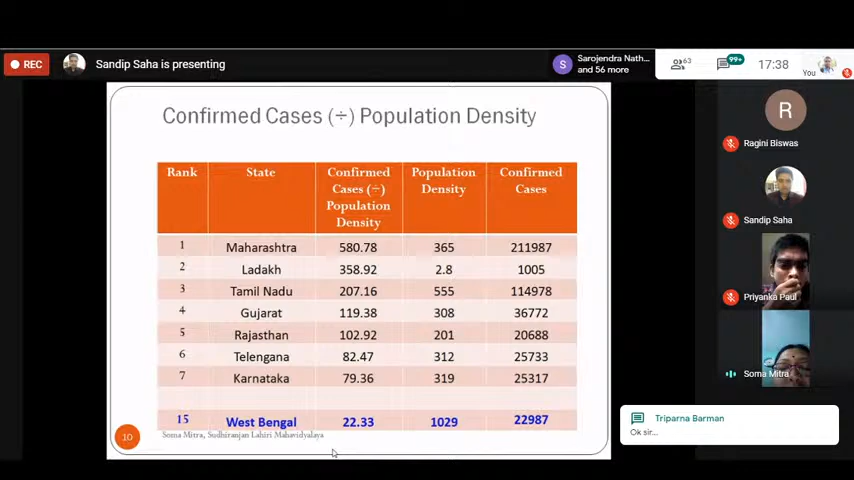 REC
Sandip Saha is presenting
S
Sarojendra Nath...
and 56 more
63
99+
17:38
You
Confirmed Cases (÷) Population Density
Rank State Confirmed Cases (÷) Population Density Population Density Confirmed Cases
1 Maharashtra 580.78 365 211987
2 Ladakh 358.92 2.8 1005
3 Tamil Nadu 207.16 555 114978
4 Gujarat 119.38 308 36772
5 Rajasthan 102.92 201 20688
6 Telengana 82.47 312 25733
7 Karnataka 79.36 319 25317
15 West Bengal 22.33 1029 22987
10
Soma Mitra, Sudhiranjan Lahiri Mahavidyalaya
R
Ragini Biswas
Sandip Saha
Priyanka Paul
Soma Mitra
Triparna Barman
Ok sir...